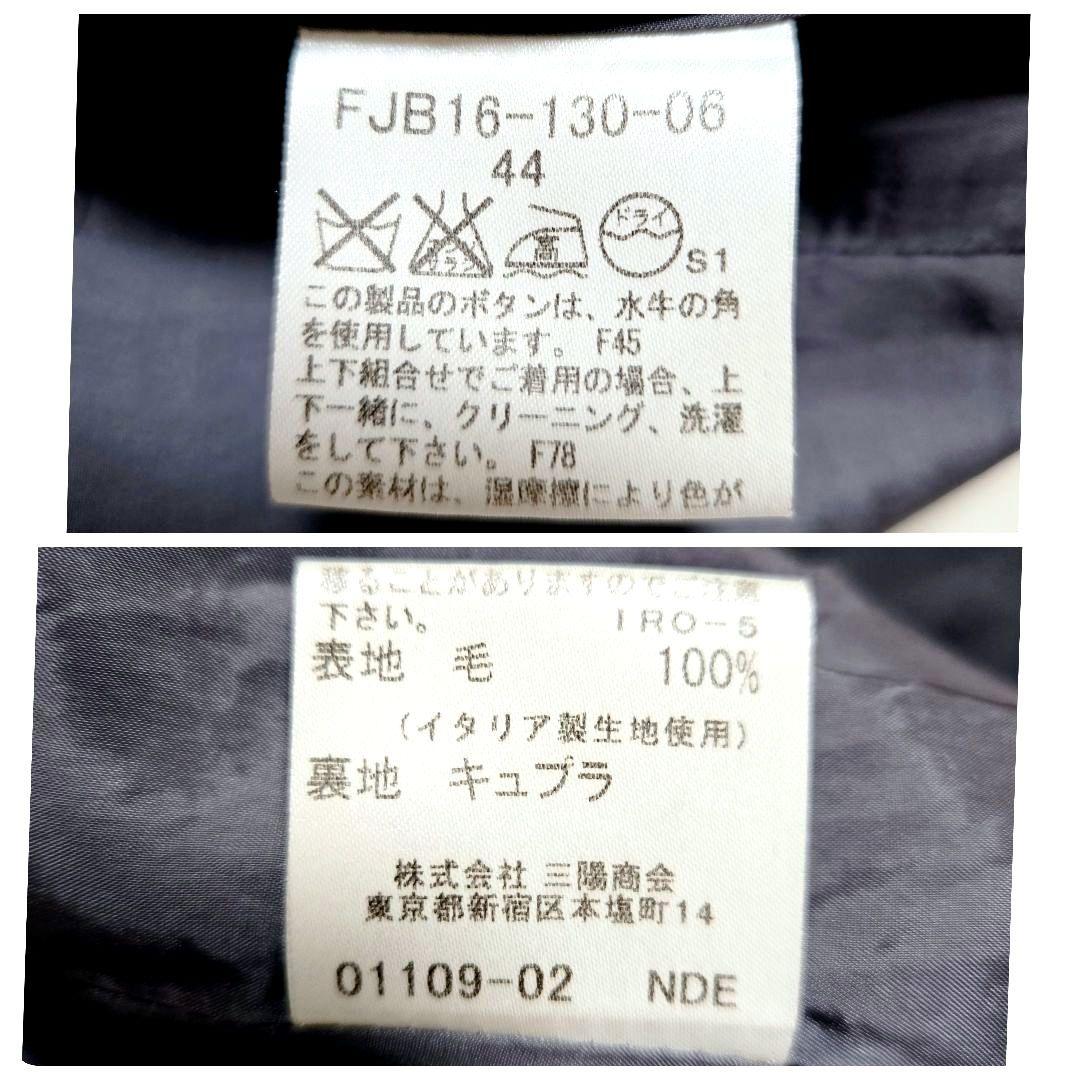 FJB16-130-06
44
エンソサラシ
高
ドライ
S1
この製品のボタンは、水牛の角
を使用しています。 F45
上下組合せでご着用の場合、上
下一緒に、クリーニング、洗濯
をして下さい。 F78
この素材は、湿摩擦により色が
移ることがありますのでご注意
下さい。 IRO-5
表地 毛 100%
(イタリア製生地使用)
裏地 キュプラ
株式会社 三陽商会
東京都新宿区本塩町14
01109-02 NDE